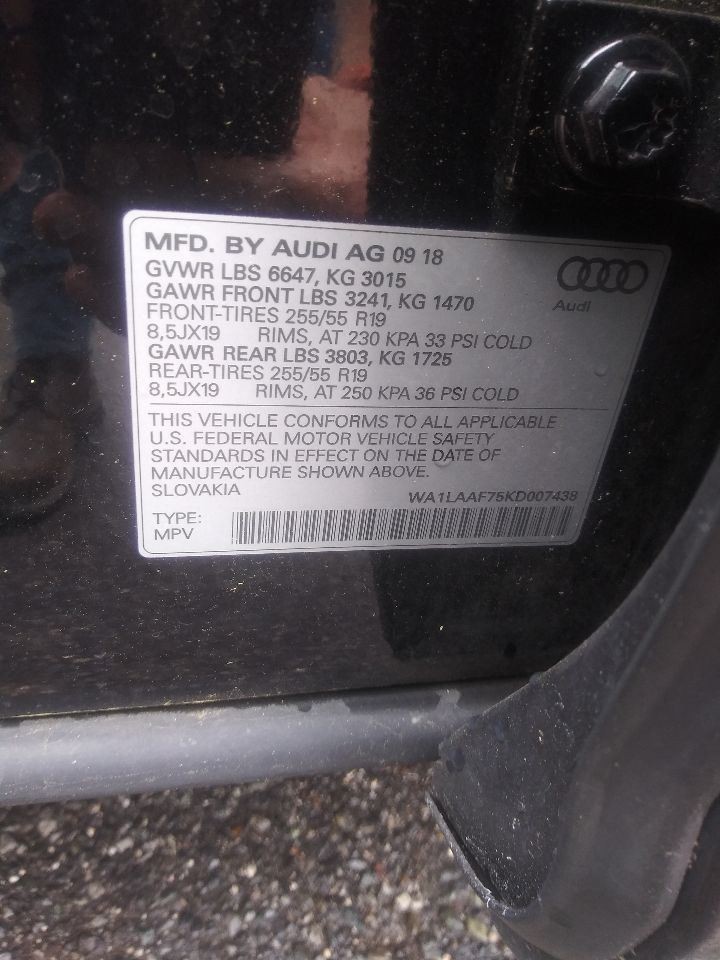 MFD. BY AUDI AG 09 18
GVWR LBS 6647, KG 3015
GAWR FRONT LBS 3241, KG 1470
FRONT-TIRES 255/55 R19
8,5JX19 RIMS, AT 230 KPA 33 PSI COLD
GAWR REAR LBS 3803, KG 1725
REAR-TIRES 255/55 R19
8,5JX19 RIMS, AT 250 KPA 36 PSI COLD
Audi
THIS VEHICLE CONFORMS TO ALL APPLICABLE
U.S. FEDERAL MOTOR VEHICLE SAFETY
STANDARDS IN EFFECT ON THE DATE OF
MANUFACTURE SHOWN ABOVE.
SLOVAKIA WA1LAAF75KD007438
TYPE:
MPV